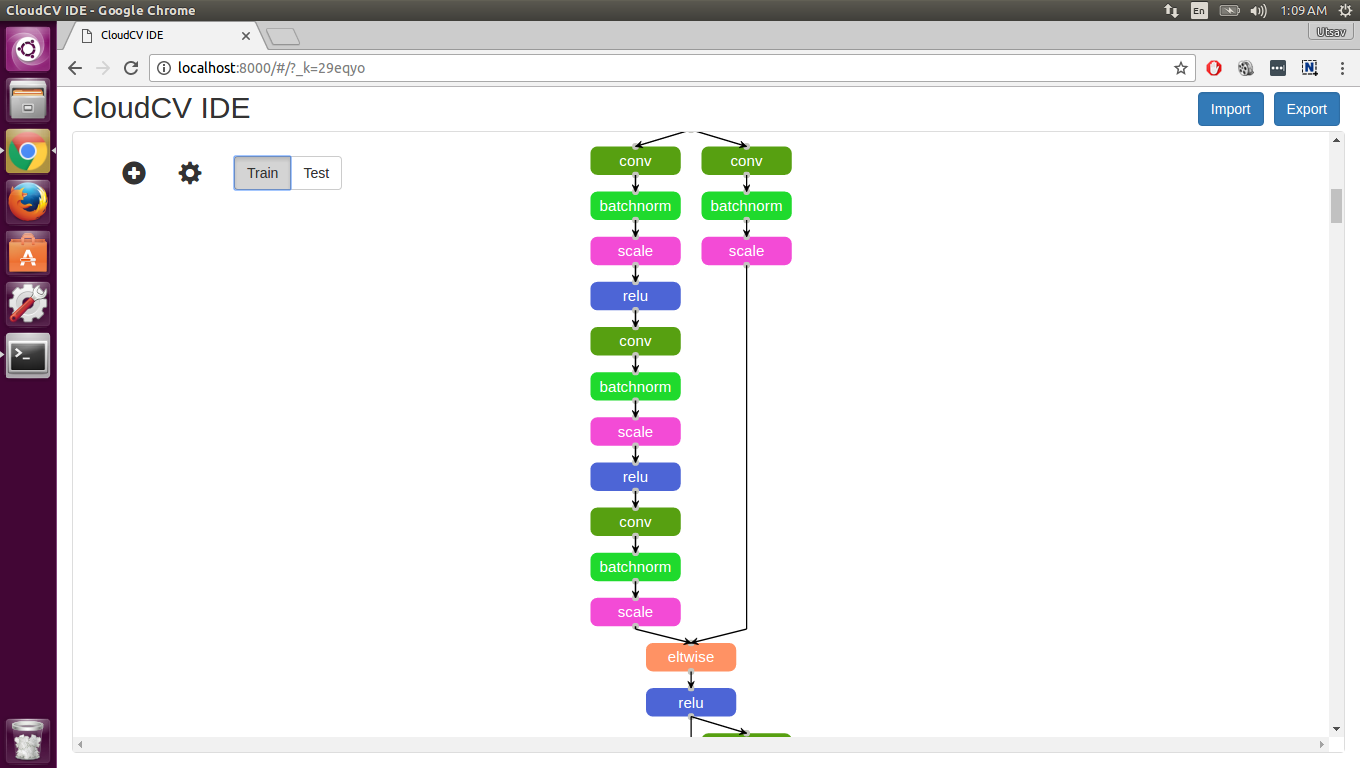 CloudCV IDE - Google Chrome
En
1:09 AM
CloudCV IDE
Utsav
localhost:8000/#/?_k=29eqyo
CloudCV IDE
Import
Export
Train
Test
conv
conv
batchnorm
batchnorm
scale
scale
relu
conv
batchnorm
scale
relu
conv
batchnorm
scale
eltwise
relu